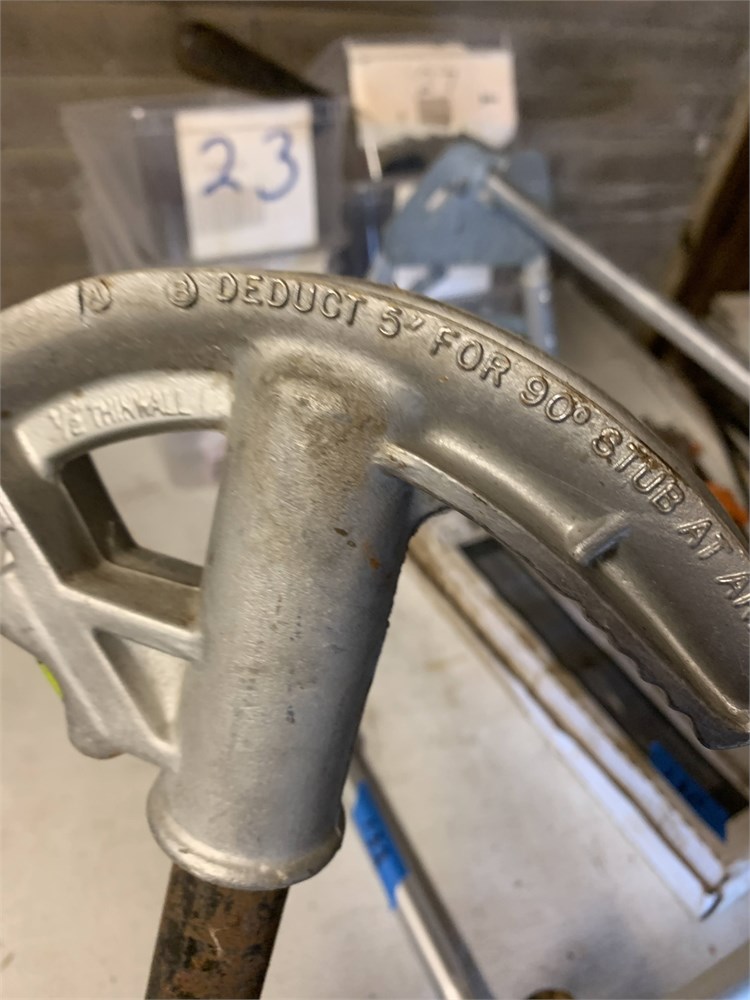 23
B DEDUCT 5" FOR 90° STUB AT
1/2" THINWALL